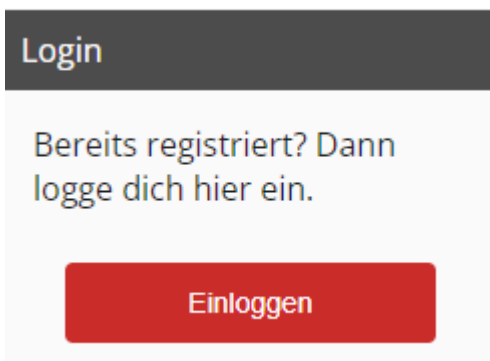 Login
Bereits registriert? Dann
logge dich hier ein.
Einloggen